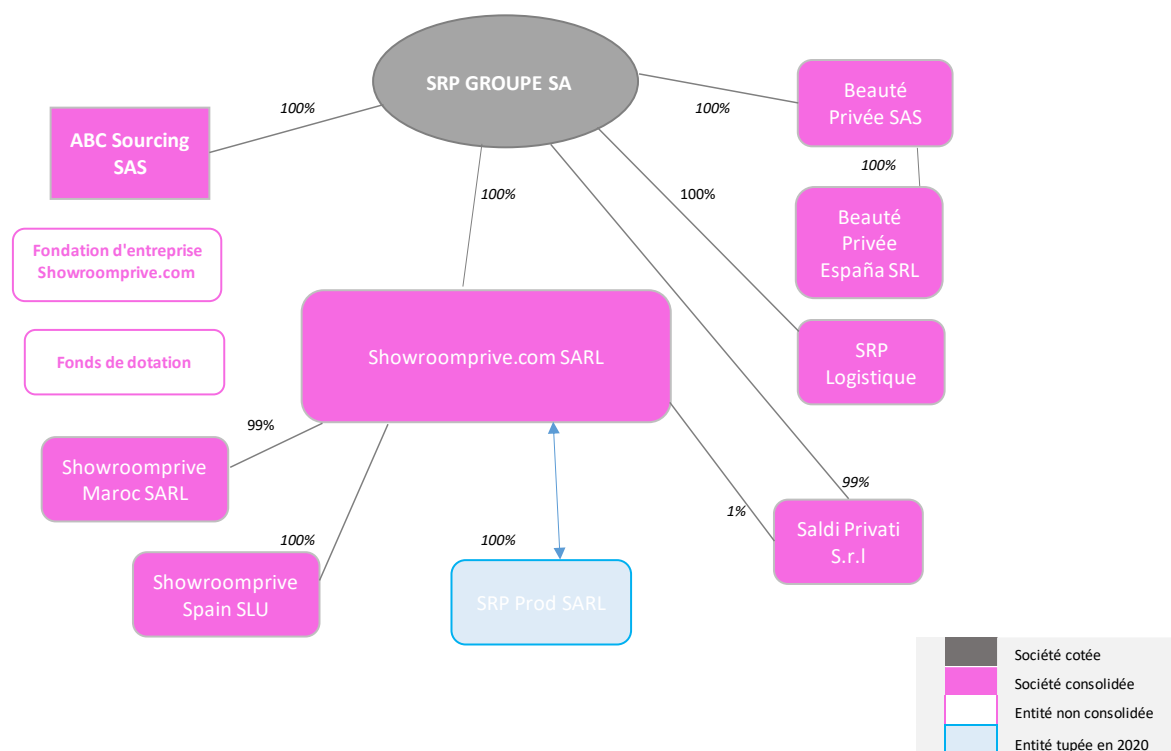 SRP GROUPE SA
Beauté
Privée SAS
100%
100%
ABC Sourcing
SAS
100%
100%
100%
Beauté
Privée
España SRL
Fondation d'entreprise
Showroomprive.com
Fonds de dotation
Showroomprive.com SARL
SRP
Logistique
99%
Showroomprive
Maroc SARL
99%
1%
Saldi Privati
S.r.l
100%
100%
Showroomprive
Spain SLU
SRP Prod SARL
Société cotée
Société consolidée
Entité non consolidée
Entité tupée en 2020